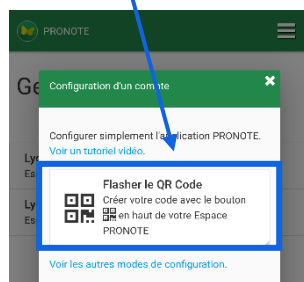 PRONOTE
Ge
Configuration d'un compte
Configurer simplement l'application PRONOTE.
Voir un tutoriel vidéo.
Ly
Es
Flasher le QR Code
Créer votre code avec le bouton
en haut de votre Espace
PRONOTE
Ly
Es
Voir les autres modes de configuration.